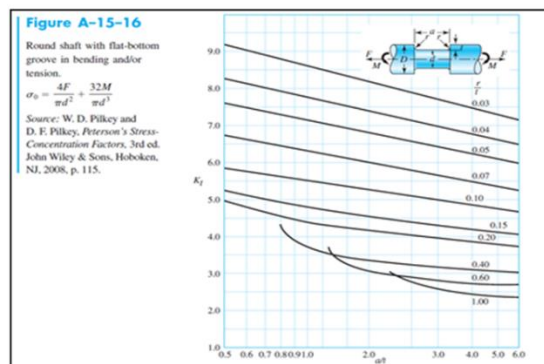 Figure A–15–16
Round shaft with flat-bottom
groove in bending and/or
tension.
σ₀ = 4F/πd² + 32M/πd³
Source: W. D. Pilkey and
D. F. Pilkey, Peterson's Stress-
Concentration Factors, 3rd ed.
John Wiley & Sons, Hoboken,
NJ, 2008, p. 115.
9.0
8.0
7.0
6.0
Kt
5.0
4.0
3.0
2.0
1.0
a
r r t
F D d F
M M
r/t
0.03
0.04
0.05
0.07
0.10
0.15
0.20
0.40
0.60
1.00
0.5 0.6 0.7 0.8 0.9 1.0 2.0 3.0 4.0 5.0 6.0
a/t